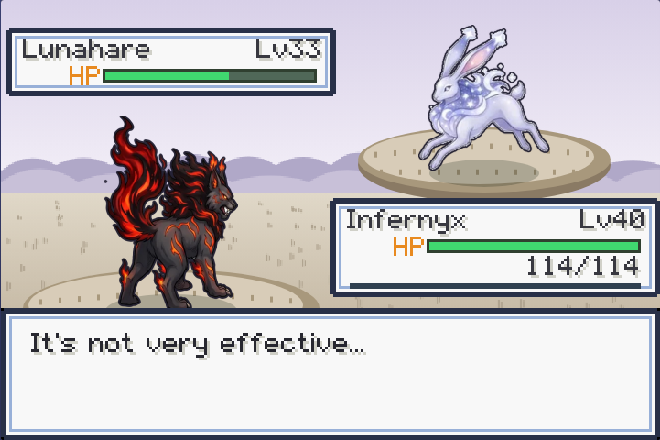 Lunahare Lv33
HP
Infernyx Lv40
HP
114/114
It's not very effective...